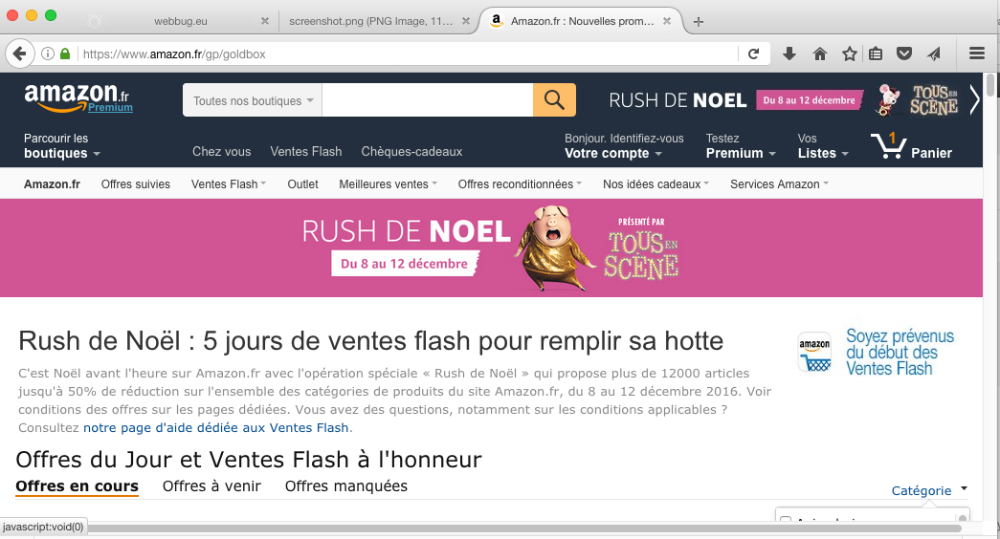 webbug.eu
screenshot.png (PNG Image, 11...
Amazon.fr : Nouvelles prom...
https://www.amazon.fr/gp/goldbox
amazon.fr
Premium
Toutes nos boutiques
RUSH DE NOEL
Du 8 au 12 décembre
TOUS EN
SCÈNE
Parcourir les
boutiques
Chez vous
Ventes Flash
Chèques-cadeaux
Bonjour. Identifiez-vous
Votre compte
Testez
Premium
Vos
Listes
1
Panier
Amazon.fr
Offres suivies
Ventes Flash
Outlet
Meilleures ventes
Offres reconditionnées
Nos idées cadeaux
Services Amazon
RUSH DE NOEL
Du 8 au 12 décembre
PRÉSENTÉ PAR
TOUS EN
SCÈNE
Rush de Noël : 5 jours de ventes flash pour remplir sa hotte
C'est Noël avant l'heure sur Amazon.fr avec l'opération spéciale « Rush de Noël » qui propose plus de 12000 articles
jusqu'à 50% de réduction sur l'ensemble des catégories de produits du site Amazon.fr, du 8 au 12 décembre 2016. Voir
conditions des offres sur les pages dédiées. Vous avez des questions, notamment sur les conditions applicables ?
Consultez notre page d'aide dédiée aux Ventes Flash.
amazon
Soyez prévenus
du début des
Ventes Flash
Offres du Jour et Ventes Flash à l'honneur
Offres en cours
Offres à venir
Offres manquées
Catégorie
javascript:void(0)